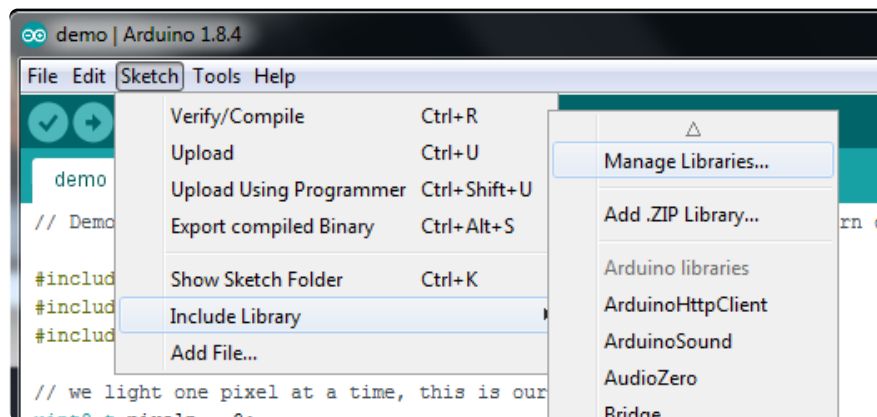 demo | Arduino 1.8.4
File Edit Sketch Tools Help
Verify/Compile Ctrl+R
Upload Ctrl+U
Upload Using Programmer Ctrl+Shift+U
Export compiled Binary Ctrl+Alt+S
Show Sketch Folder Ctrl+K
Include Library
Add File...
Manage Libraries...
Add .ZIP Library...
Arduino libraries
ArduinoHttpClient
ArduinoSound
AudioZero
Bridge
demo
// Demo
#includ
#includ
#includ
// we light one pixel at a time, this is our